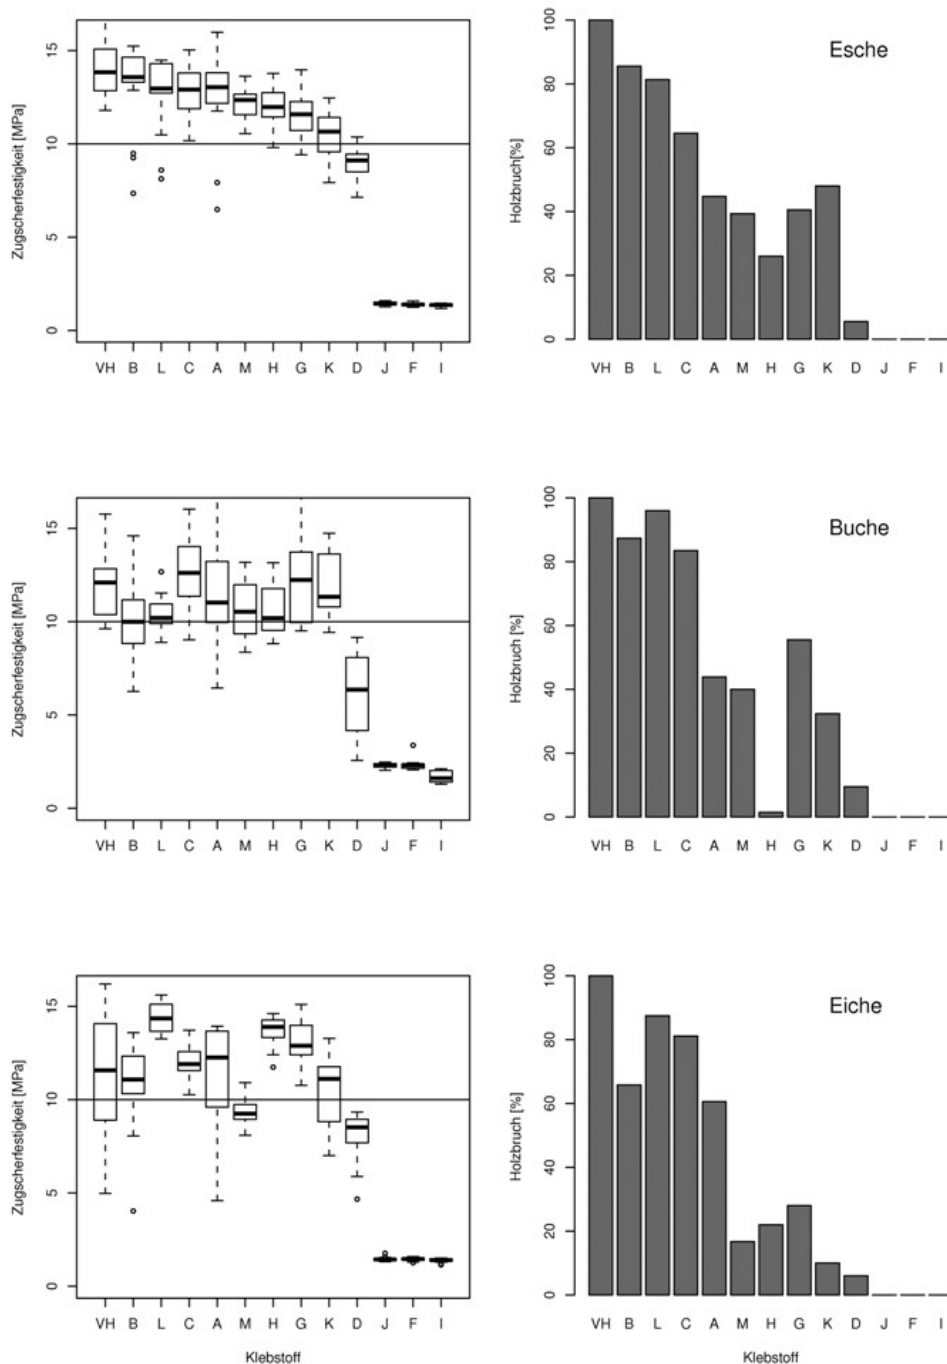 Esche
Zugscherfestigkeit [MPa]
15
10
5
0
VH B L C A M H G K D J F I
Holzbruch[%]
100
80
60
40
20
0
VH B L C A M H G K D J F I
Buche
Zugscherfestigkeit [MPa]
15
10
5
0
VH B L C A M H G K D J F I
Holzbruch [%]
100
80
60
40
20
0
VH B L C A M H G K D J F I
Eiche
Zugscherfestigkeit [MPa]
15
10
5
0
VH B L C A M H G K D J F I
Klebstoff
Holzbruch [%]
100
80
60
40
20
0
VH B L C A M H G K D J F I
Klebstoff